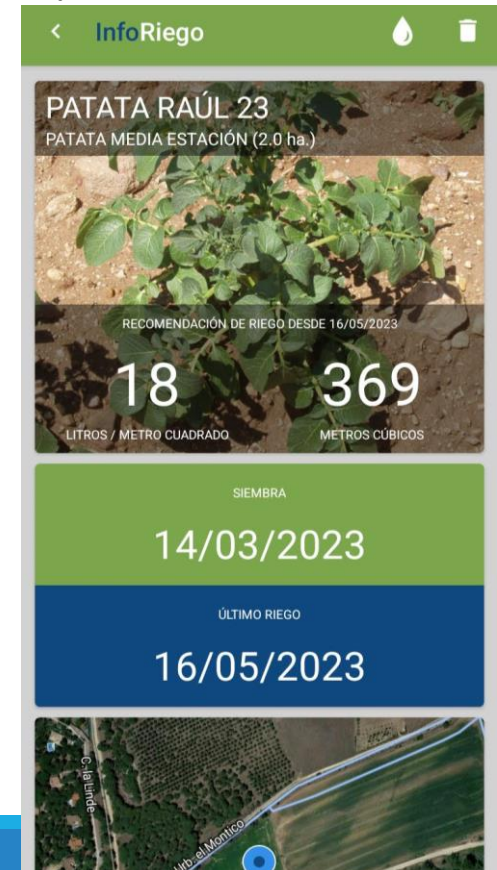 InfoRiego
PATATA RAÚL 23
PATATA MEDIA ESTACIÓN (2.0 ha.)
RECOMENDACIÓN DE RIEGO DESDE 16/05/2023
18 369
LITROS / METRO CUADRADO METROS CÚBICOS
SIEMBRA
14/03/2023
ÚLTIMO RIEGO
16/05/2023
C. la Linde
Urb. el Montico